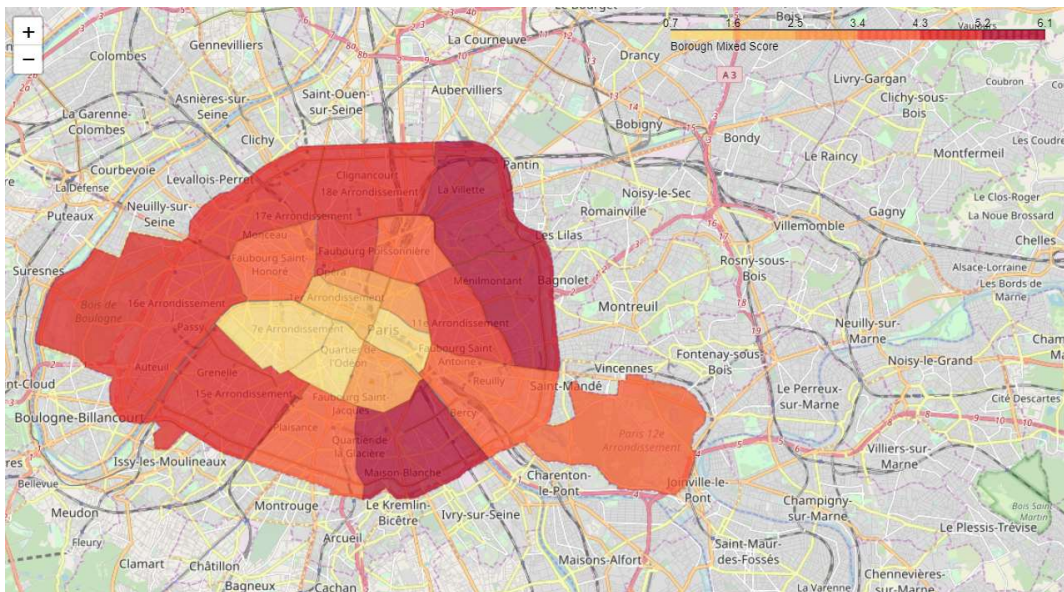 +
−
0.7 1.6 2.5 3.4 4.3 5.2 6.1
Borough Mixed Score
Colombes
Gennevilliers
La Courneuve
Drancy
A 3
Livry-Gargan
Coubron
Clichy-sous-
Bois
Asnières-sur-
Seine
Saint-Ouen
sur-Seine
Aubervilliers
La Garenne-
Colombes
Clichy
Bobigny
Bondy
Les Coudre
Courbevoie
Levallois-Perret
Clignancourt
18e Arrondissement
La Villette
Pantin
Le Raincy
Montfermeil
La Défense
Neuilly-sur-
Seine
Noisy-le-Sec
Le Clos-Roger
Puteaux
17e Arrondissement
Monceau
Romainville
Gagny
La Noue Brossard
Villemomble
Suresnes
Faubourg Poissonnière
Les Lilas
Chelles
Faubourg Saint-
Honoré
Opéra
Ménilmontant
Bagnolet
Rosny-sous-
Bois
Alsace-Lorraine
Les Bords de
Marne
16e Arrondissement
Bois de
Boulogne
1er Arrondissement
Montreuil
Passy
7e Arrondissement
Paris
11e Arrondissement
Neuilly-sur-
Marne
Quartier de
l'Odéon
Faubourg Saint-
Antoine
Fontenay-sous-
Bois
Noisy-le-Grand
Auteuil
Grenelle
Reuilly
Saint-Mandé
Vincennes
15e Arrondissement
Faubourg Saint-
Jacques
Bercy
Le Perreux-
sur-Marne
Cité Descartes
Boulogne-Billancourt
Plaisance
Quartier de
la Glacière
Paris 12e
Arrondissement
Villiers-sur-
Marne
Issy-les-Moulineaux
Maison-Blanche
Charenton-
le-Pont
Joinville-le-
Pont
Bellevue
Meudon
Montrouge
Le Kremlin-
Bicêtre
Ivry-sur-Seine
Champigny-
sur-Marne
Bois Saint
Martin
Le Plessis-Trévise
Fleury
Arcueil
Saint-Maur-
des-Fossés
Clamart
Châtillon
Maisons-Alfort
Chennevières-
sur-Marne
Bagneux
Cachan
La Varenne